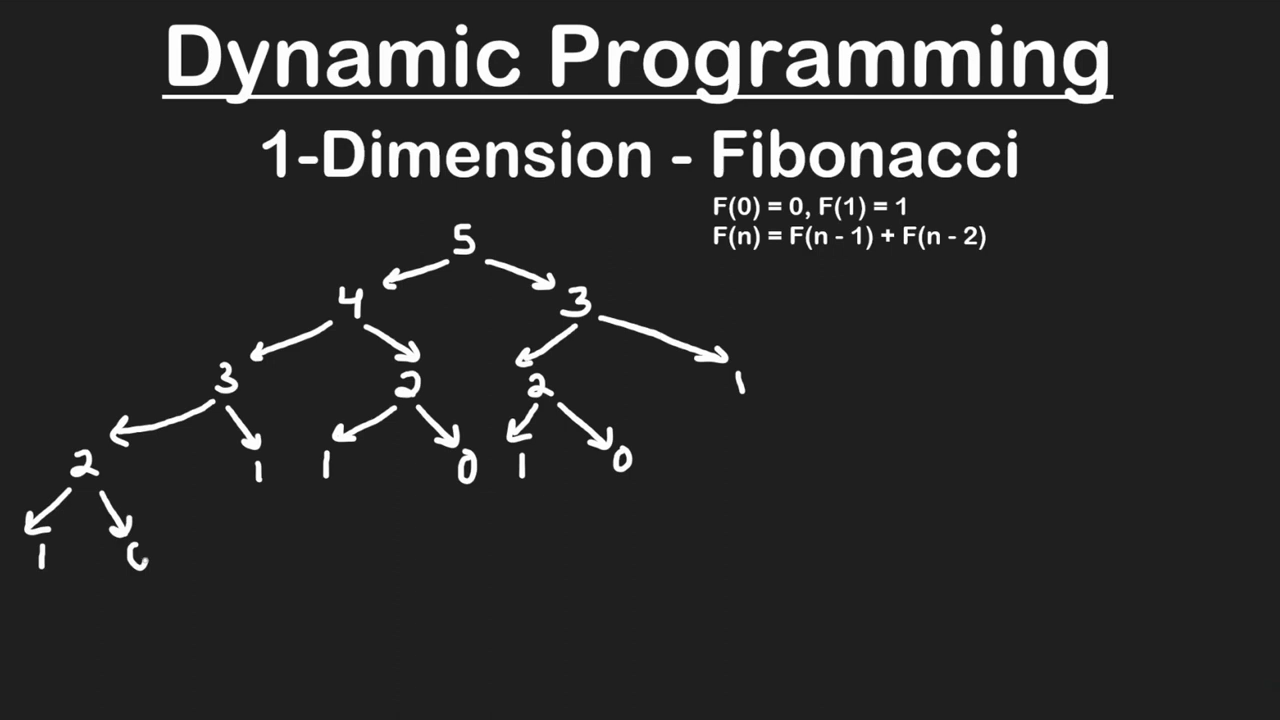 Dynamic Programming
1-Dimension - Fibonacci
F(0) = 0, F(1) = 1
F(n) = F(n - 1) + F(n - 2)
5
4 3
3 2 2 1
2 1 1 0 1 0
1